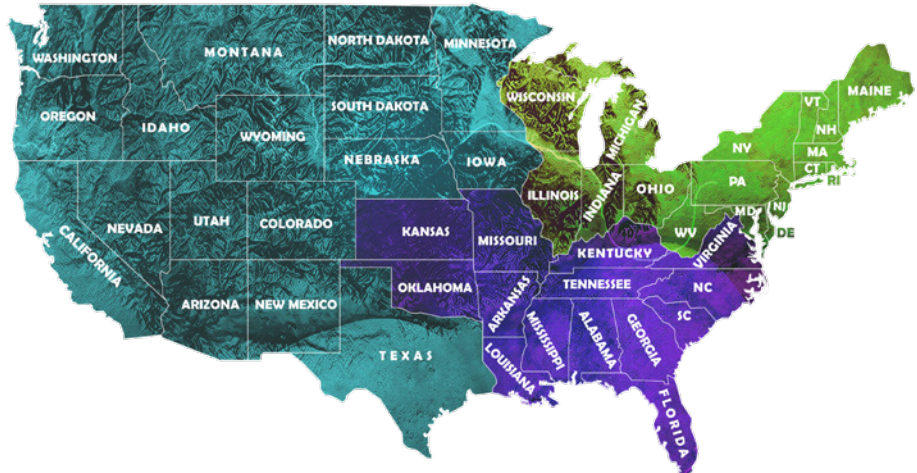 WASHINGTON
MONTANA
NORTH DAKOTA
MINNESOTA
OREGON
IDAHO
WYOMING
SOUTH DAKOTA
WISCONSIN
MICHIGAN
VT
MAINE
NH
NY
MA
CT
RI
NEBRASKA
IOWA
ILLINOIS
INDIANA
OHIO
PA
NJ
MD
DE
WV
NEVADA
UTAH
COLORADO
KANSAS
MISSOURI
KENTUCKY
VIRGINIA
CALIFORNIA
ARIZONA
NEW MEXICO
OKLAHOMA
ARKANSAS
TENNESSEE
NC
SC
TEXAS
LOUISIANA
MISSISSIPPI
ALABAMA
GEORGIA
FLORIDA